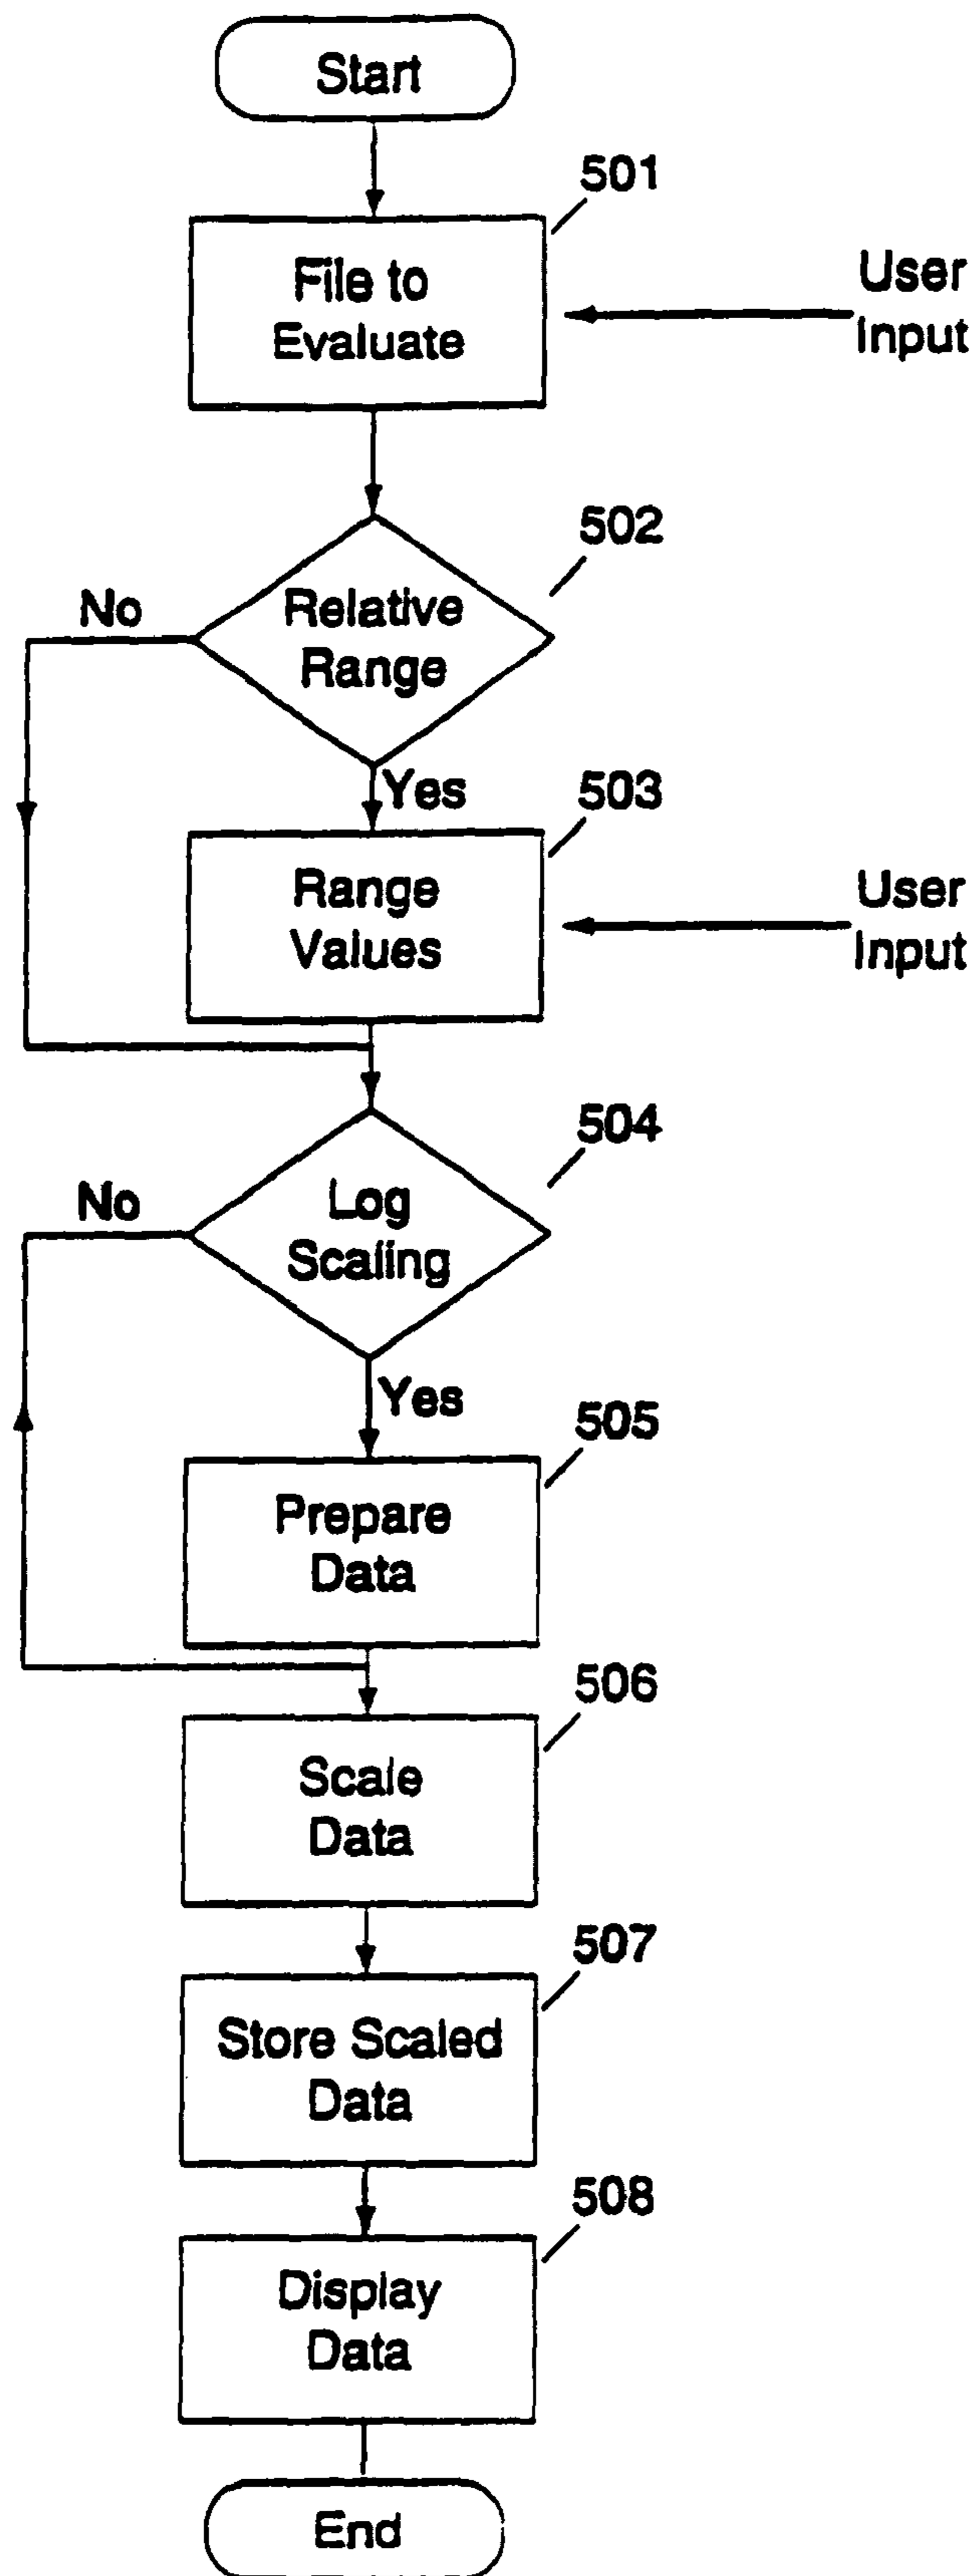 Start
501
File to
Evaluate
User
Input
502
No
Relative
Range
Yes
503
Range
Values
User
Input
504
No
Log
Scaling
Yes
505
Prepare
Data
506
Scale
Data
507
Store Scaled
Data
508
Display
Data
End